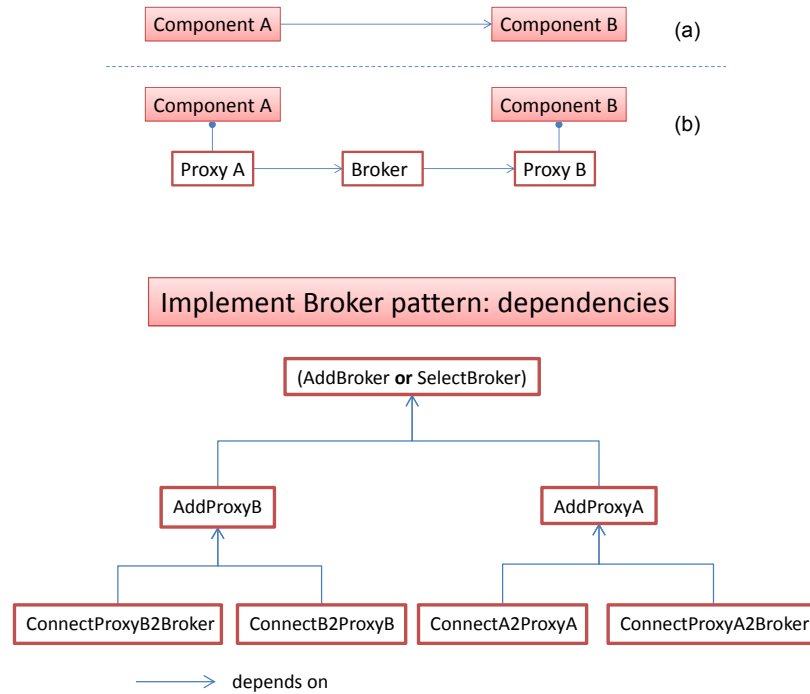 Component A
Component B
(a)
Component A
Component B
(b)
Proxy A
Broker
Proxy B
Implement Broker pattern: dependencies
(AddBroker or SelectBroker)
AddProxyB
AddProxyA
ConnectProxyB2Broker
ConnectB2ProxyB
ConnectA2ProxyA
ConnectProxyA2Broker
depends on